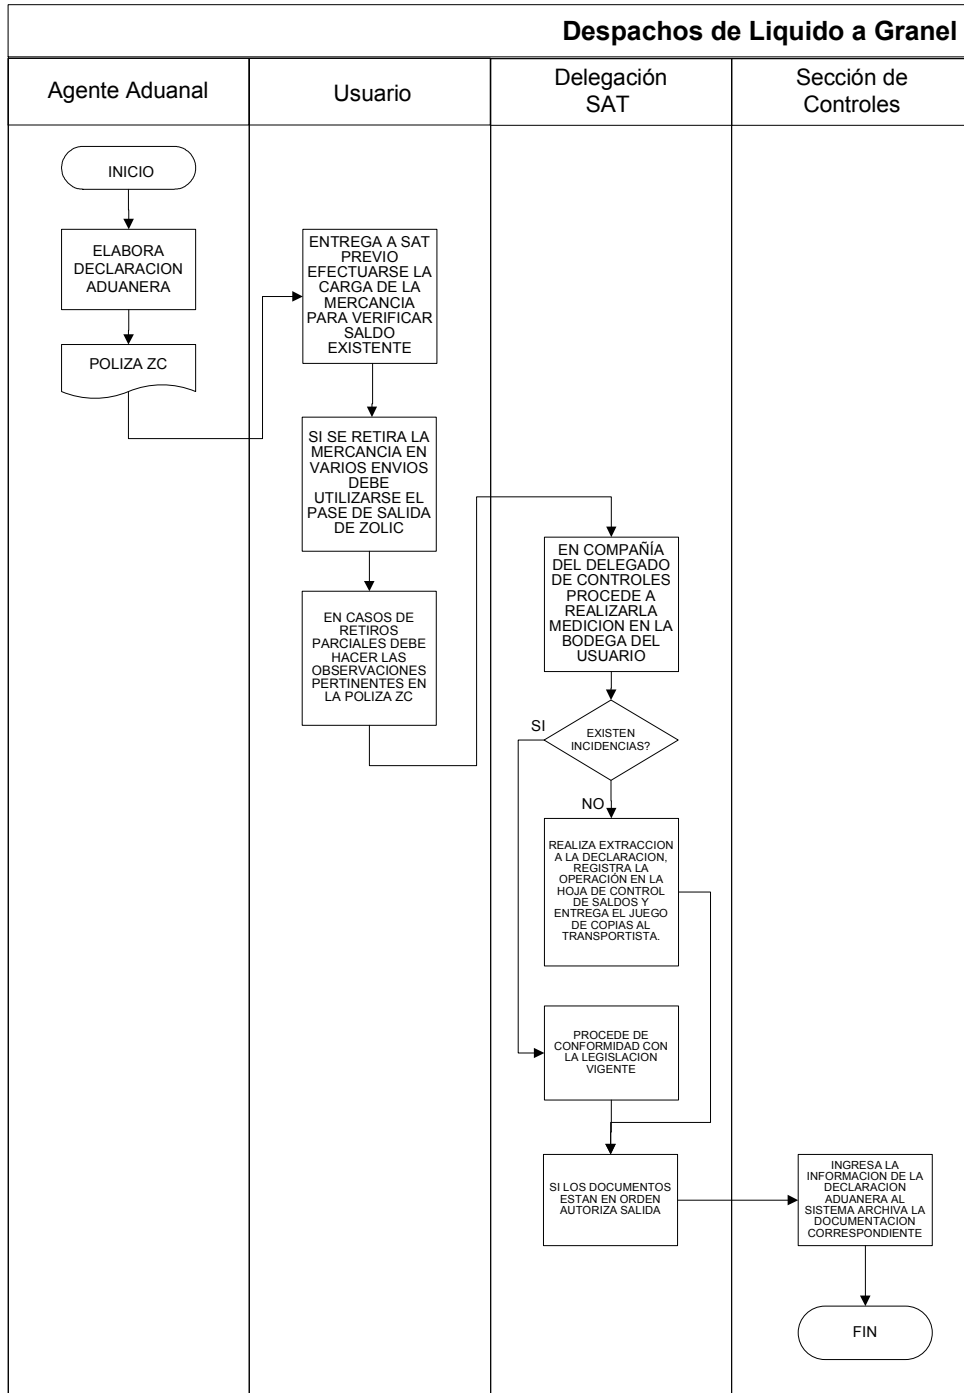 Despachos de Liquido a Granel
Agente Aduanal
Usuario
Delegación
SAT
Sección de
Controles
INICIO
ELABORA
DECLARACION
ADUANERA
POLIZA ZC
ENTREGA A SAT
PREVIO
EFECTUARSE LA
CARGA DE LA
MERCANCIA
PARA VERIFICAR
SALDO
EXISTENTE
SI SE RETIRA LA
MERCANCIA EN
VARIOS ENVIOS
DEBE
UTILIZARSE EL
PASE DE SALIDA
DE ZOLIC
EN CASOS DE
RETIROS
PARCIALES DEBE
HACER LAS
OBSERVACIONES
PERTINENTES EN
LA POLIZA ZC
EN COMPAÑÍA
DEL DELEGADO
DE CONTROLES
PROCEDE A
REALIZARLA
MEDICION EN LA
BODEGA DEL
USUARIO
EXISTEN
INCIDENCIAS?
SI
NO
REALIZA EXTRACCION
A LA DECLARACION,
REGISTRA LA
OPERACIÓN EN LA
HOJA DE CONTROL
DE SALDOS Y
ENTREGA EL JUEGO
DE COPIAS AL
TRANSPORTISTA.
PROCEDE DE
CONFORMIDAD CON
LA LEGISLACION
VIGENTE
SI LOS DOCUMENTOS
ESTAN EN ORDEN
AUTORIZA SALIDA
INGRESA LA
INFORMACION DE LA
DECLARACION
ADUANERA AL
SISTEMA ARCHIVA LA
DOCUMENTACION
CORRESPONDIENTE
FIN